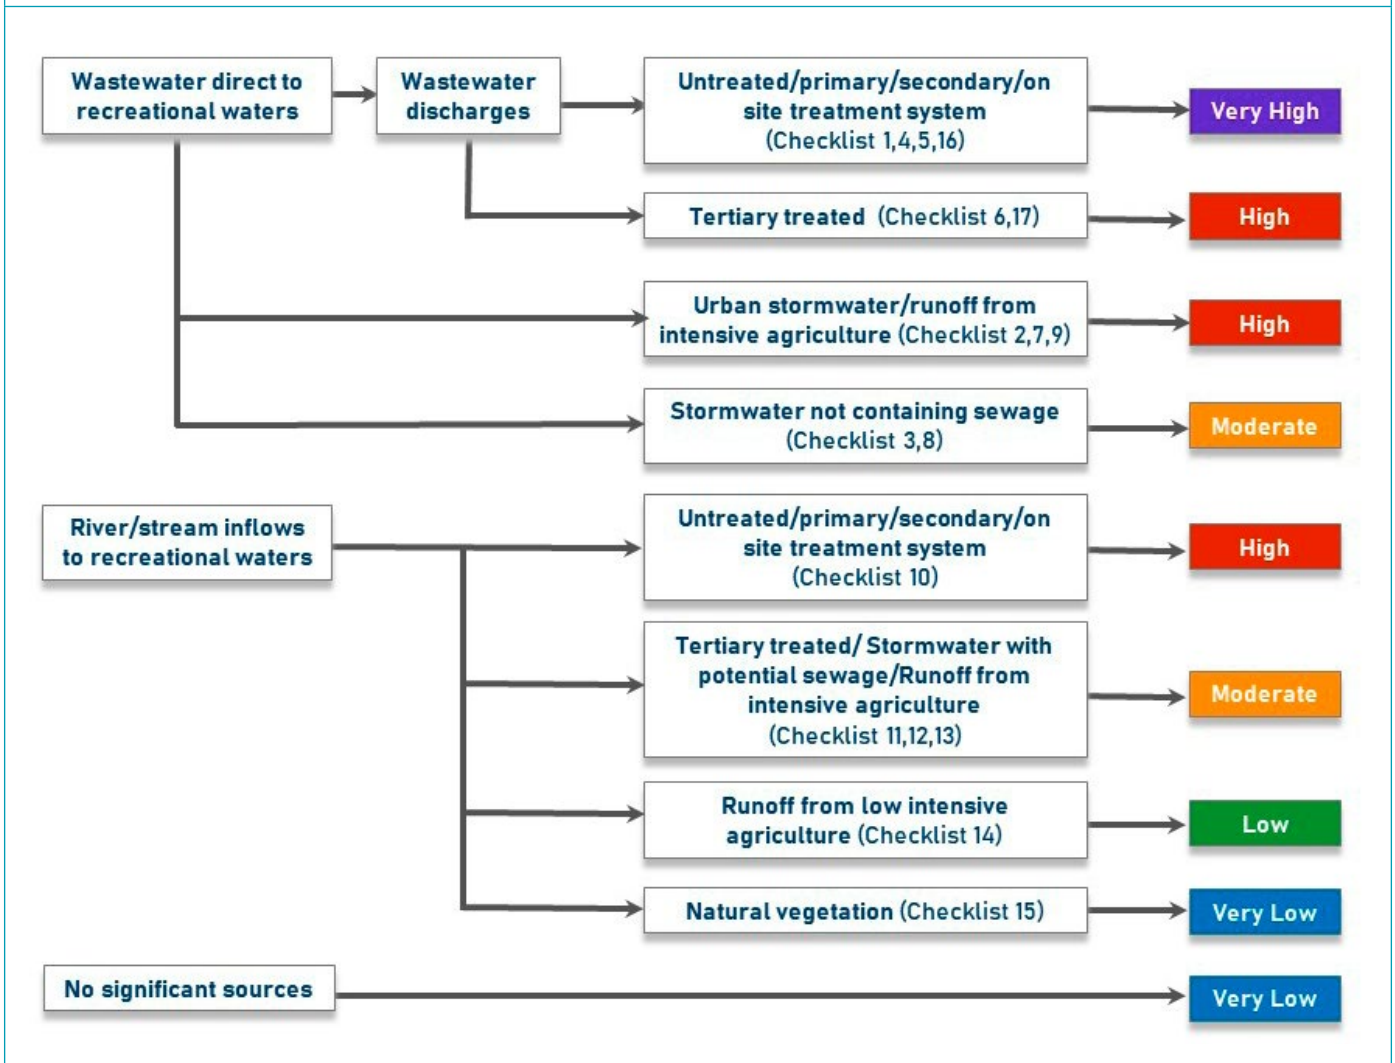 Wastewater direct to
recreational waters
Wastewater
discharges
Untreated/primary/secondary/on
site treatment system
(Checklist 1,4,5,16)
Very High
Tertiary treated (Checklist 6,17)
High
Urban stormwater/runoff from
intensive agriculture (Checklist 2,7,9)
High
Stormwater not containing sewage
(Checklist 3,8)
Moderate
River/stream inflows
to recreational waters
Untreated/primary/secondary/on
site treatment system
(Checklist 10)
High
Tertiary treated/ Stormwater with
potential sewage/Runoff from
intensive agriculture
(Checklist 11,12,13)
Moderate
Runoff from low intensive
agriculture (Checklist 14)
Low
Natural vegetation (Checklist 15)
Very Low
No significant sources
Very Low